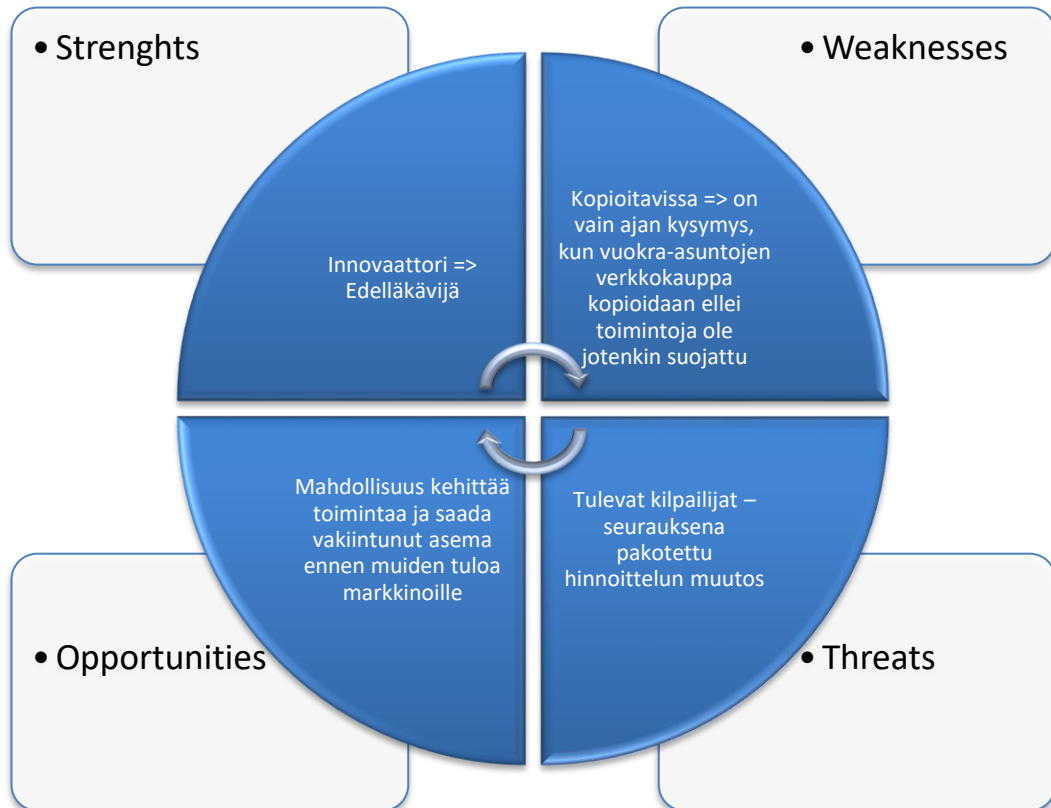 • Strenghts
• Weaknesses
Innovaattori =>
Edelläkävijä
Kopioitavissa => on
vain ajan kysymys,
kun vuokra-asuntojen
verkkokauppa
kopioidaan ellei
toimintoja ole
jotenkin suojattu
Mahdollisuus kehittää
toimintaa ja saada
vakiintunut asema
ennen muiden tuloa
markkinoille
Tulevat kilpailijat –
seurauksena
pakotettu
hinnoittelun muutos
• Opportunities
• Threats